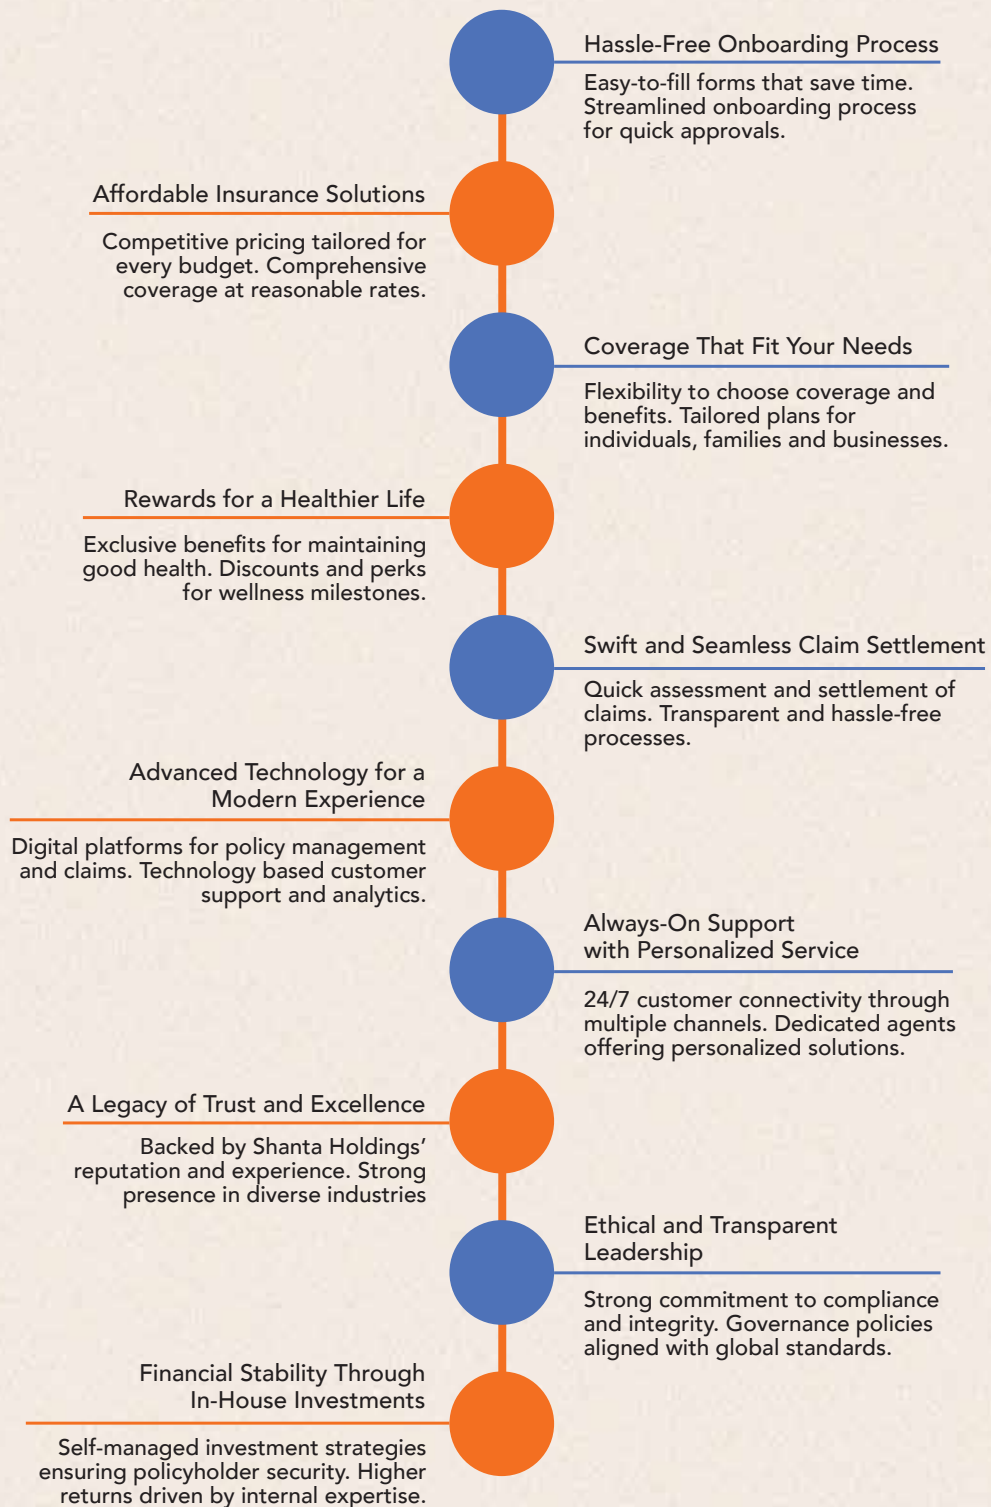 Hassle-Free Onboarding Process
Easy-to-fill forms that save time.
Streamlined onboarding process
for quick approvals.
Affordable Insurance Solutions
Competitive pricing tailored for
every budget. Comprehensive
coverage at reasonable rates.
Coverage That Fit Your Needs
Flexibility to choose coverage and
benefits. Tailored plans for
individuals, families and businesses.
Rewards for a Healthier Life
Exclusive benefits for maintaining
good health. Discounts and perks
for wellness milestones.
Swift and Seamless Claim Settlement
Quick assessment and settlement of
claims. Transparent and hassle-free
processes.
Advanced Technology for a
Modern Experience
Digital platforms for policy management
and claims. Technology based customer
support and analytics.
Always-On Support
with Personalized Service
24/7 customer connectivity through
multiple channels. Dedicated agents
offering personalized solutions.
A Legacy of Trust and Excellence
Backed by Shanta Holdings’
reputation and experience. Strong
presence in diverse industries
Ethical and Transparent
Leadership
Strong commitment to compliance
and integrity. Governance policies
aligned with global standards.
Financial Stability Through
In-House Investments
Self-managed investment strategies
ensuring policyholder security. Higher
returns driven by internal expertise.